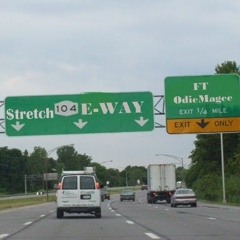 Stretch 104 E-WAY
FT
OdieMagee
EXIT ¼ MILE
EXIT ONLY